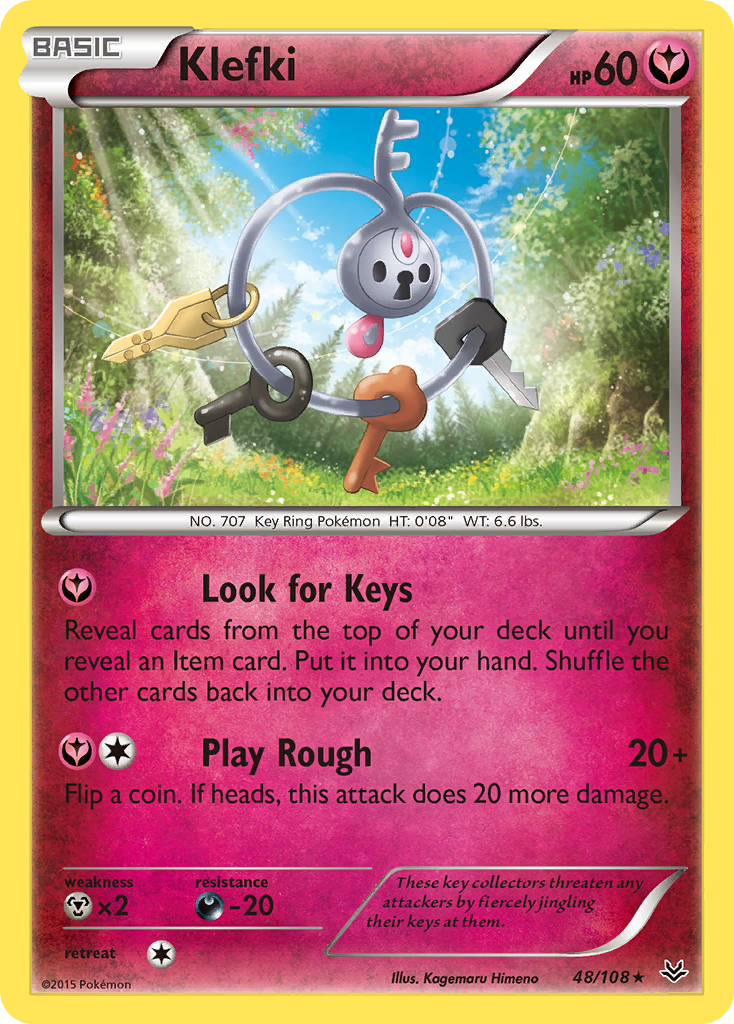 BASIC
Klefki
HP60
NO. 707 Key Ring Pokémon HT: 0'08" WT: 6.6 lbs.
Look for Keys
Reveal cards from the top of your deck until you
reveal an Item card. Put it into your hand. Shuffle the
other cards back into your deck.
Play Rough 20+
Flip a coin. If heads, this attack does 20 more damage.
weakness
×2
resistance
-20
These key collectors threaten any
attackers by fiercely jingling
their keys at them.
retreat
©2015 Pokémon
Illus. Kagemaru Himeno
48/108★